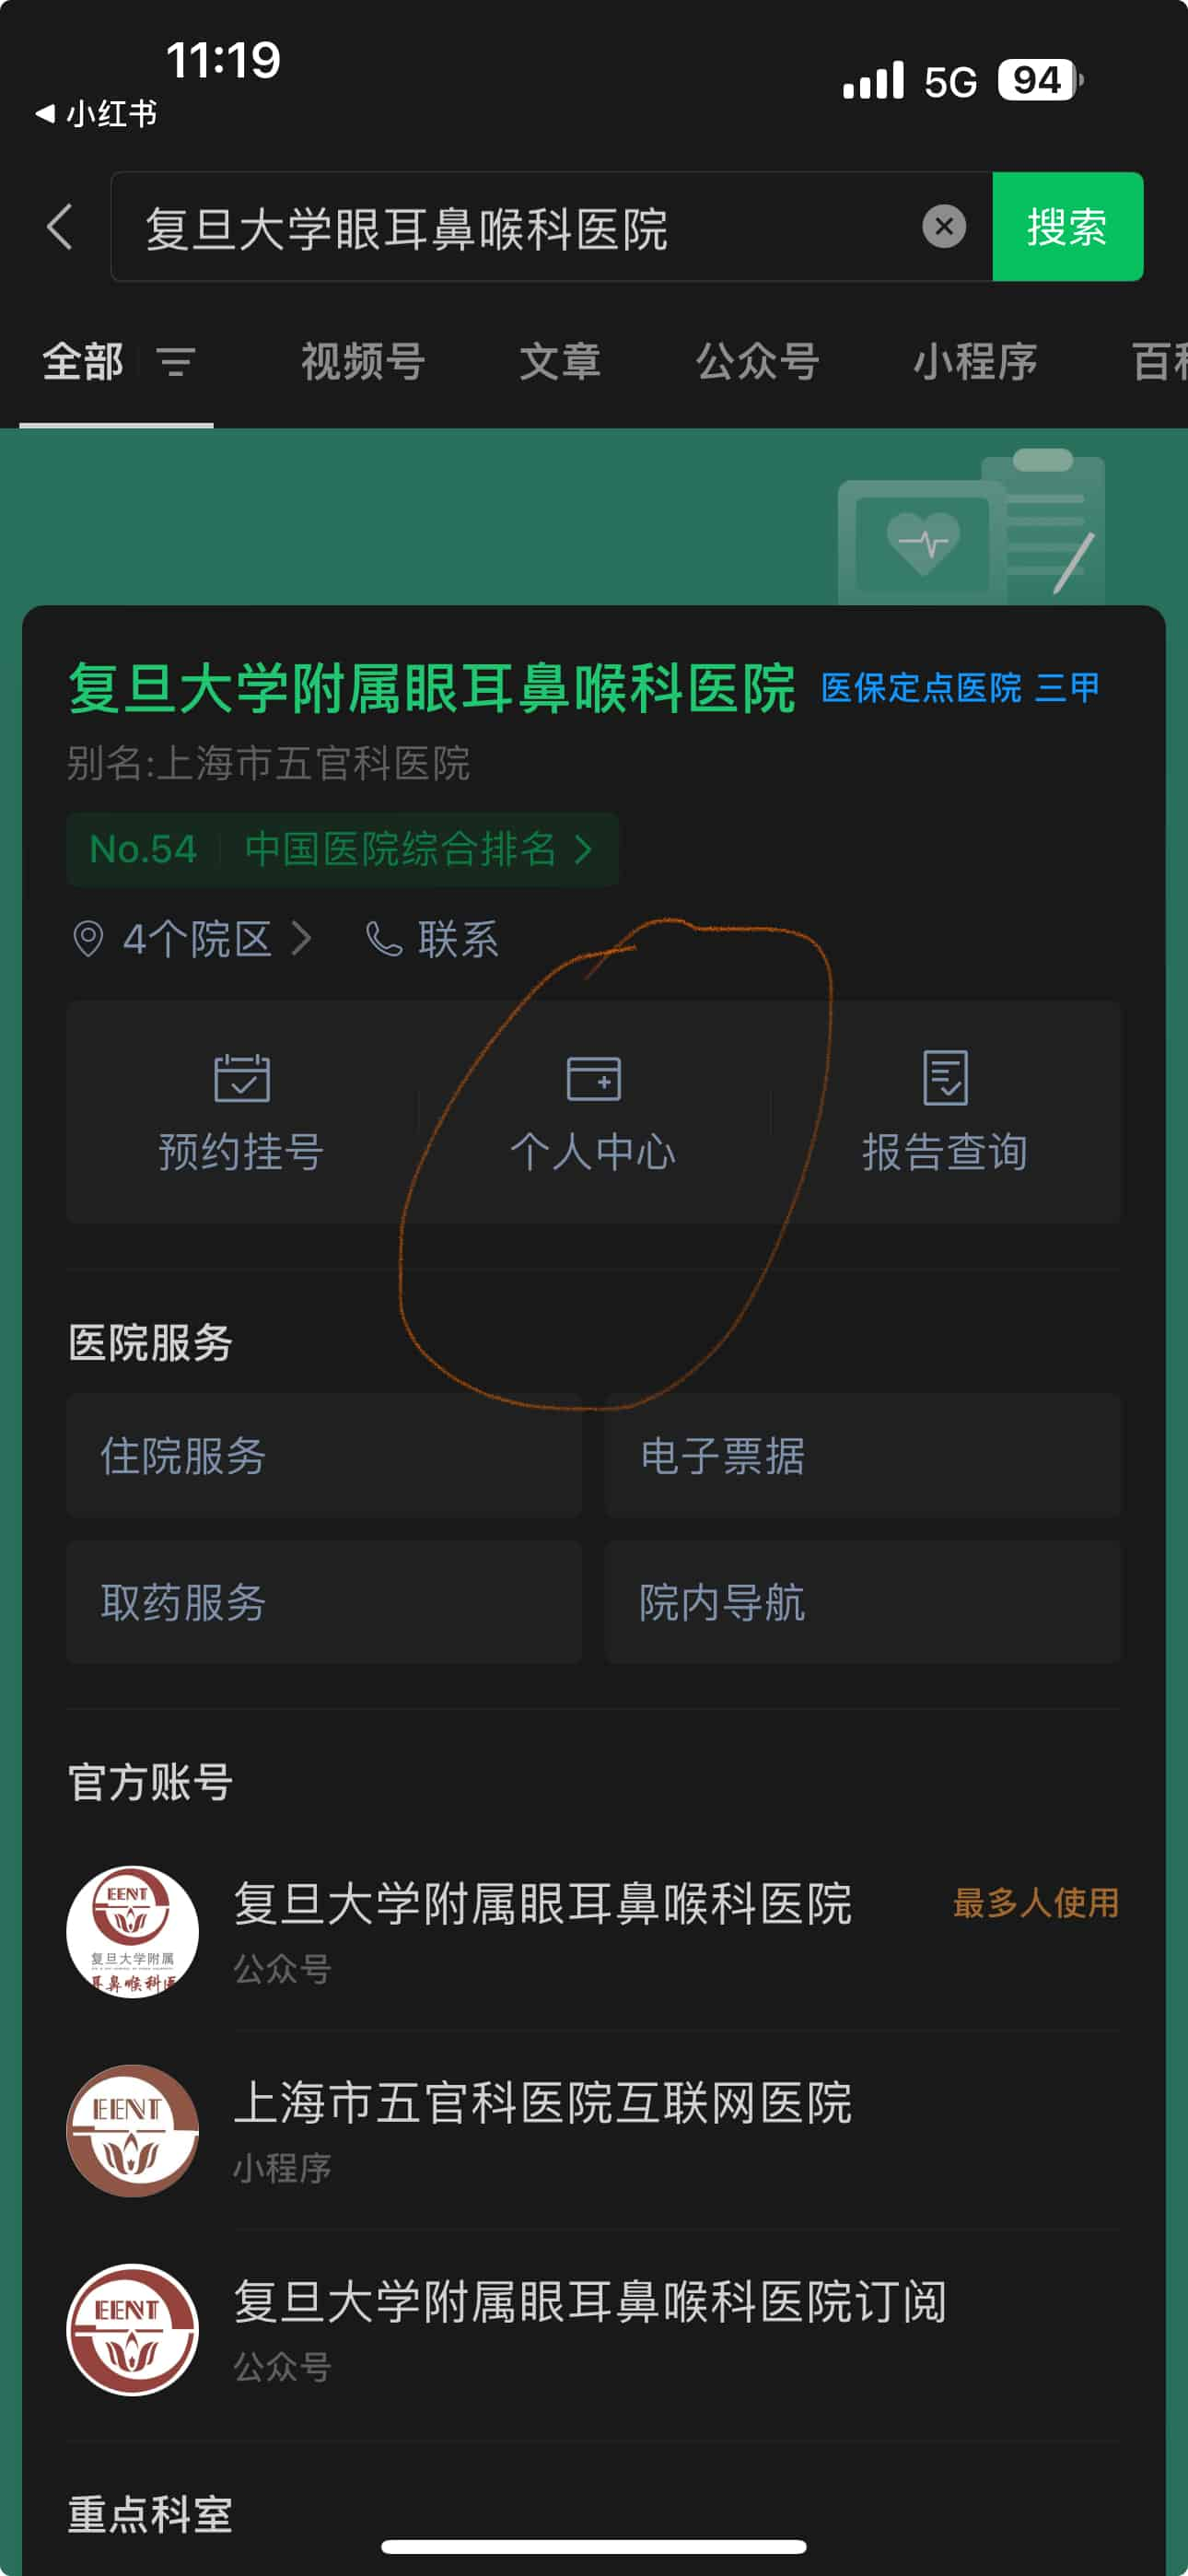 11:19
5G 94
小红书
复旦大学眼耳鼻喉科医院 搜索
全部 视频号 文章 公众号 小程序
复旦大学附属眼耳鼻喉科医院 医保定点医院 三甲
别名:上海市五官科医院
No.54 中国医院综合排名
4个院区 联系
预约挂号 个人中心 报告查询
医院服务
住院服务 电子票据
取药服务 院内导航
官方账号
EENT
复旦大学附属
复旦大学附属眼耳鼻喉科医院 最多人使用
公众号
EENT
上海市五官科医院互联网医院
小程序
EENT
复旦大学附属眼耳鼻喉科医院订阅
公众号
重点科室